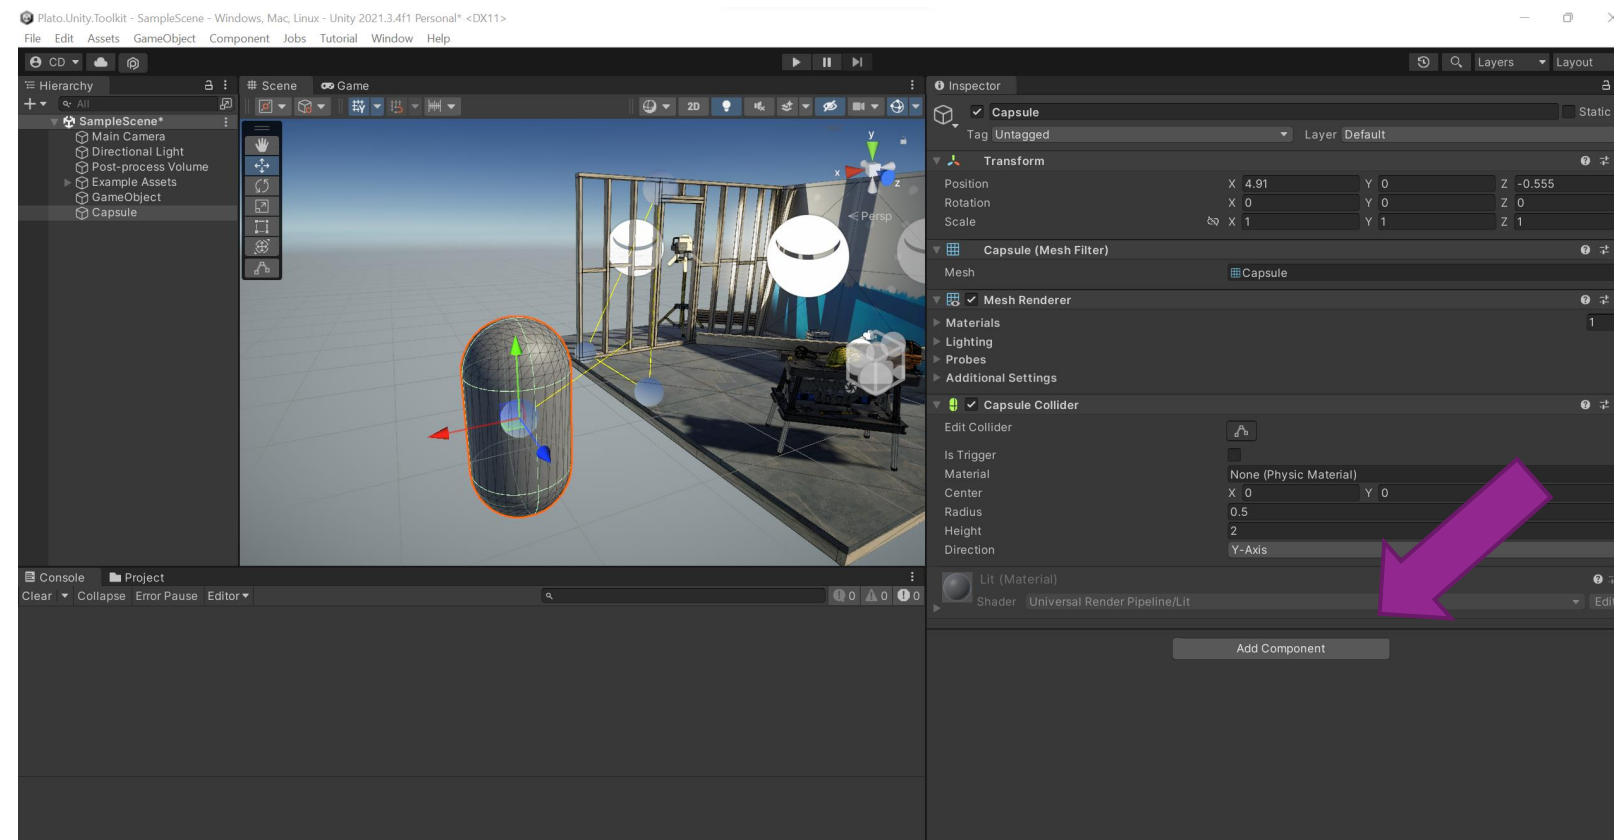 Plato.Unity.Toolkit - SampleScene - Windows, Mac, Linux - Unity 2021.3.4f1 Personal* <DX11>
File Edit Assets GameObject Component Jobs Tutorial Window Help
CD Layers Layout
Hierarchy
All
SampleScene*
Main Camera
Directional Light
Post-process Volume
Example Assets
GameObject
Capsule
Scene Game
2D
y
x
z
Persp
Inspector
Capsule Static
Tag Untagged Layer Default
Transform
Position X 4.91 Y 0 Z -0.555
Rotation X 0 Y 0 Z 0
Scale X 1 Y 1 Z 1
Capsule (Mesh Filter)
Mesh Capsule
Mesh Renderer
Materials 1
Lighting
Probes
Additional Settings
Capsule Collider
Edit Collider
Is Trigger
Material None (Physic Material)
Center X 0 Y 0
Radius 0.5
Height 2
Direction Y-Axis
Lit (Material)
Shader Universal Render Pipeline/Lit Edit
Add Component
Console Project
Clear Collapse Error Pause Editor 0 0 0